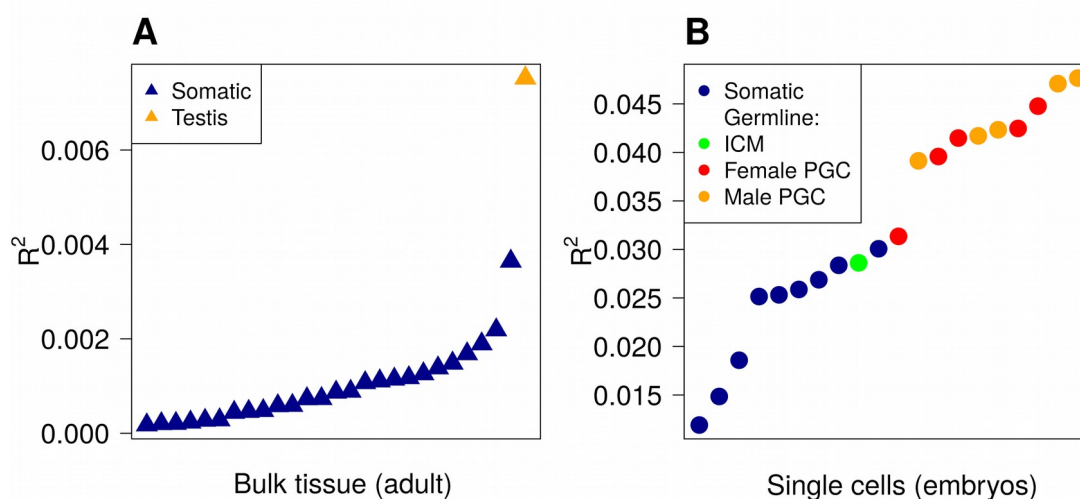 A
Somatic
Testis
0.006
0.004
0.002
0.000
R²
Bulk tissue (adult)
B
Somatic
Germline:
ICM
Female PGC
Male PGC
0.045
0.040
0.035
0.030
0.025
0.020
0.015
R²
Single cells (embryos)